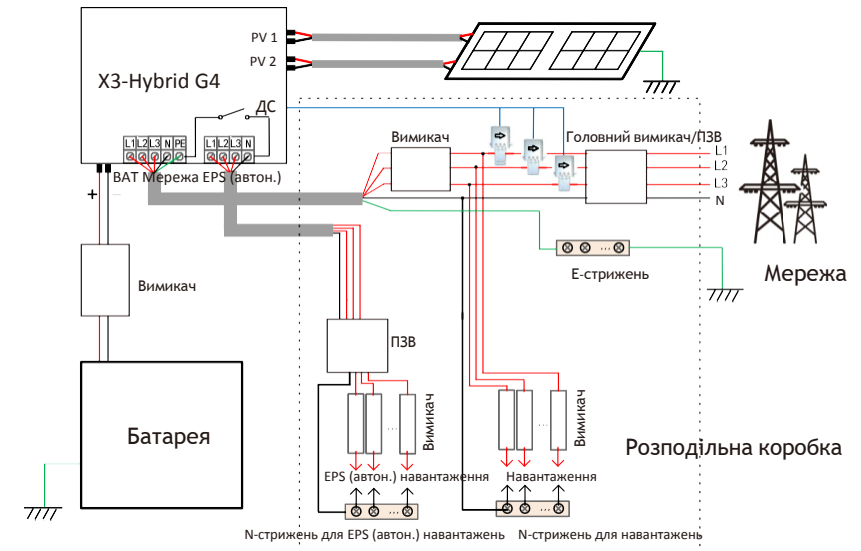 PV 1
PV 2
X3-Hybrid G4
ДС
L1 L2 L3 N PE
L1 L2 L3 N
BAT Мережа EPS (автон.)
+
Вимикач
Головний вимикач/ПЗВ
L1
L2
L3
N
Е-стрижень
Мережа
Вимикач
ПЗВ
Вимикач
Вимикач
Батарея
Розподільна коробка
EPS (автон.) навантаження
Навантаження
N-стрижень для EPS (автон.) навантажень
N-стрижень для навантажень